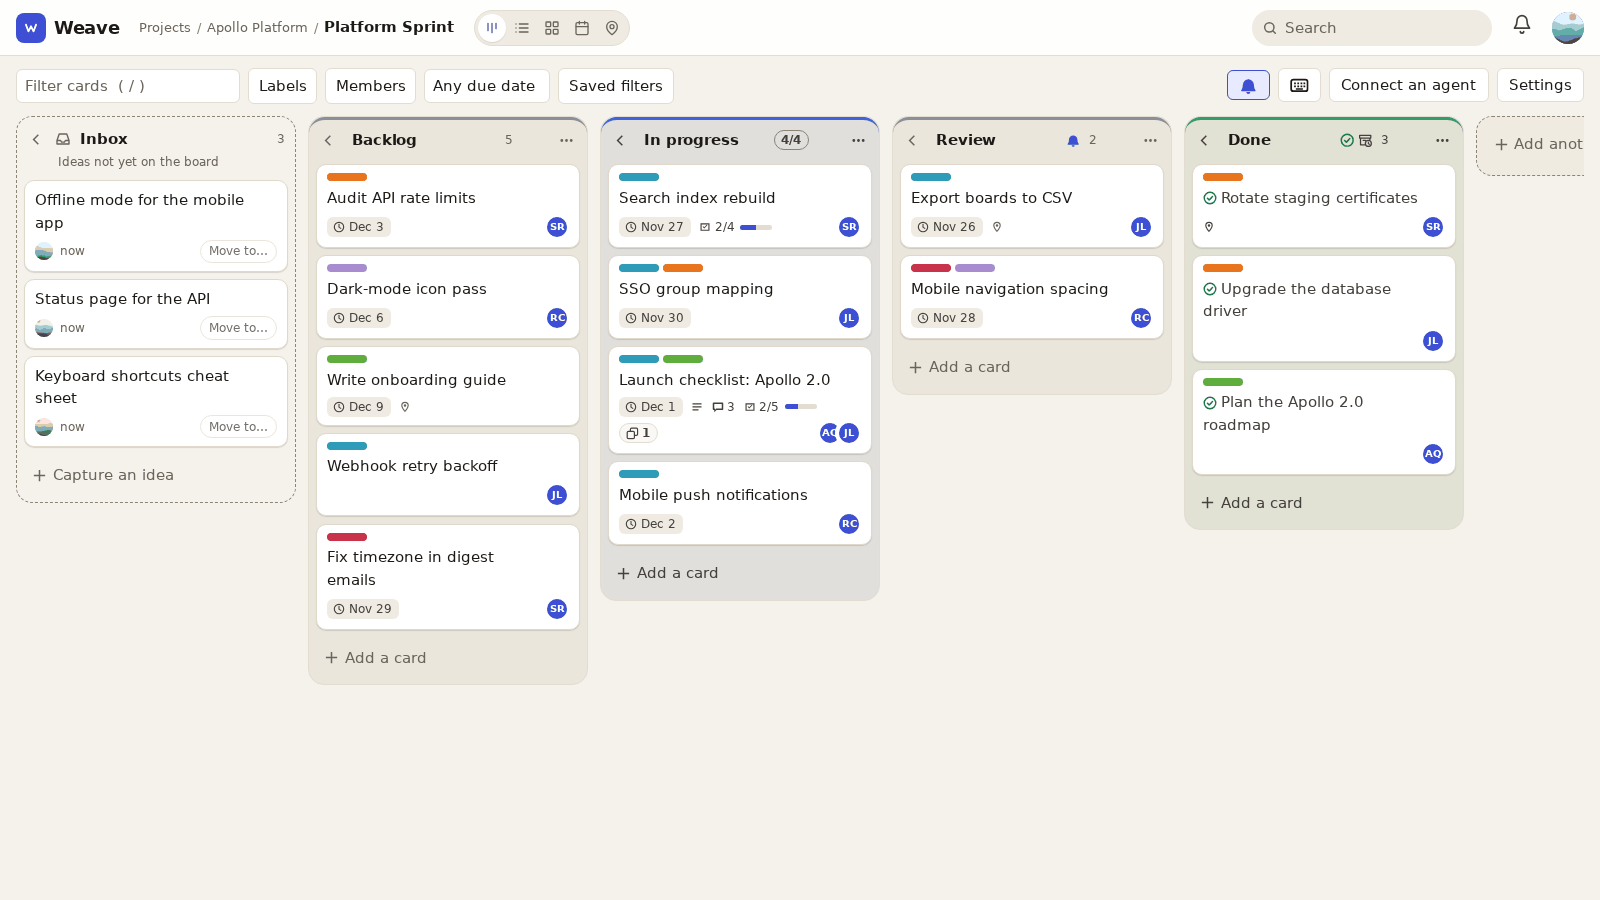 Weave
Projects / Apollo Platform / Platform Sprint
Search
Filter cards ( / )
Labels
Members
Any due date
Saved filters
Connect an agent
Settings
Inbox 3
Ideas not yet on the board
Offline mode for the mobile
app
now Move to...
Status page for the API
now Move to...
Keyboard shortcuts cheat
sheet
now Move to...
Capture an idea
Backlog 5
Audit API rate limits
Dec 3 SR
Dark-mode icon pass
Dec 6 RC
Write onboarding guide
Dec 9
Webhook retry backoff
JL
Fix timezone in digest
emails
Nov 29 SR
Add a card
In progress 4/4
Search index rebuild
Nov 27 2/4 SR
SSO group mapping
Nov 30 JL
Launch checklist: Apollo 2.0
Dec 1 3 2/5
1 AQ JL
Mobile push notifications
Dec 2 RC
Add a card
Review 2
Export boards to CSV
Nov 26 JL
Mobile navigation spacing
Nov 28 RC
Add a card
Done 3
Rotate staging certificates
SR
Upgrade the database
driver
JL
Plan the Apollo 2.0
roadmap
AQ
Add a card
Add anot